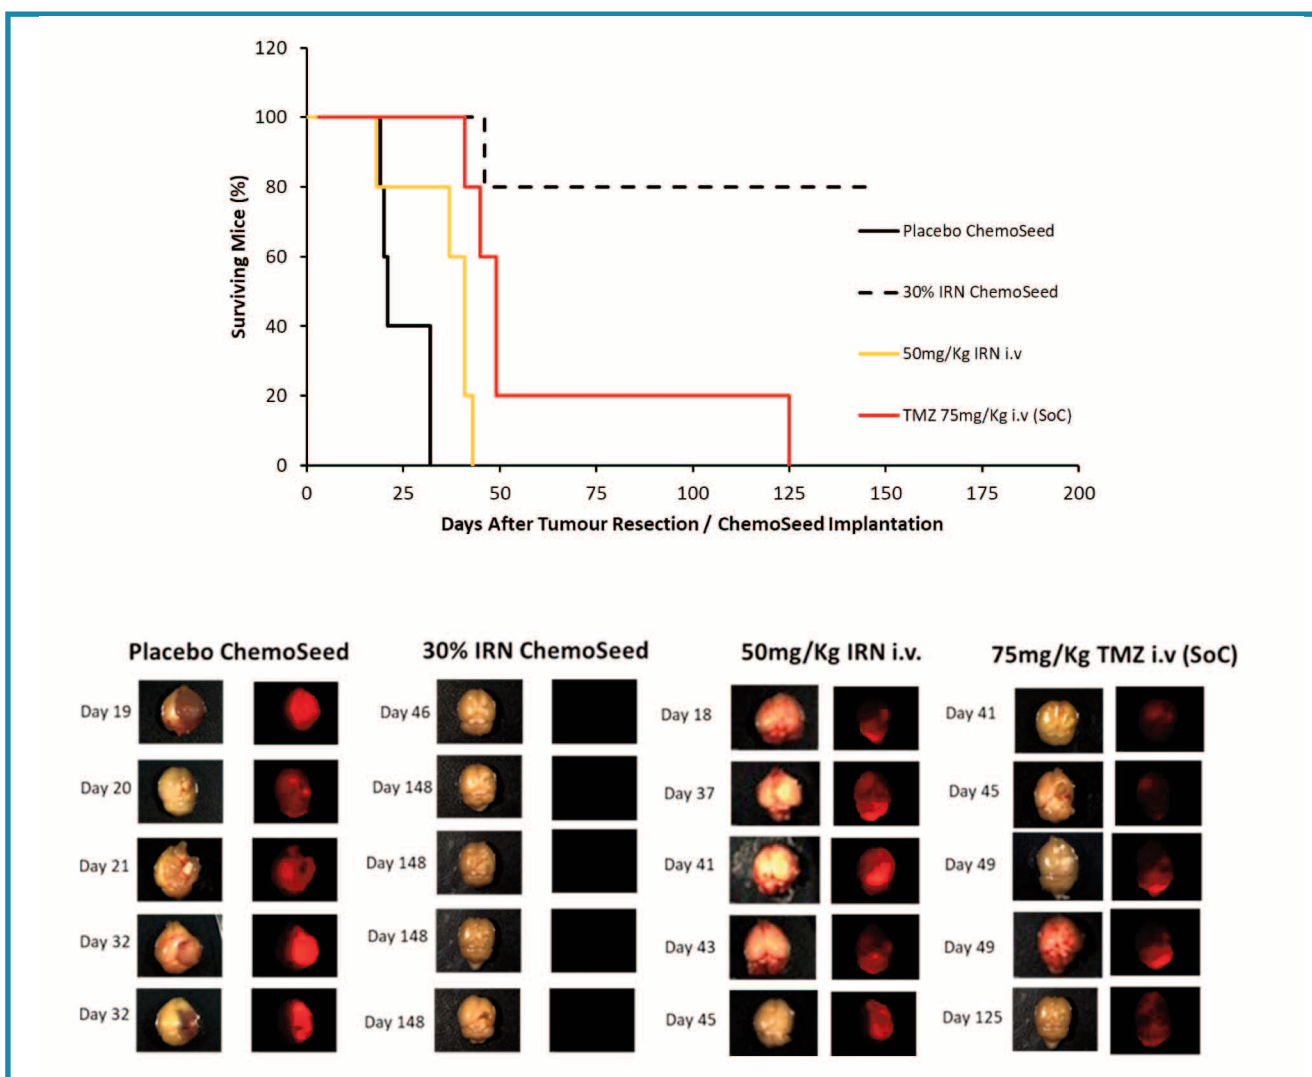 120
100
80
60
40
20
0
Surviving Mice (%)
0 25 50 75 100 125 150 175 200
Days After Tumour Resection / ChemoSeed Implantation
Placebo ChemoSeed
30% IRN ChemoSeed
50mg/Kg IRN i.v
TMZ 75mg/Kg i.v (SoC)
Placebo ChemoSeed
Day 19
Day 20
Day 21
Day 32
Day 32
30% IRN ChemoSeed
Day 46
Day 148
Day 148
Day 148
Day 148
50mg/Kg IRN i.v.
Day 18
Day 37
Day 41
Day 43
Day 45
75mg/Kg TMZ i.v (SoC)
Day 41
Day 45
Day 49
Day 49
Day 125